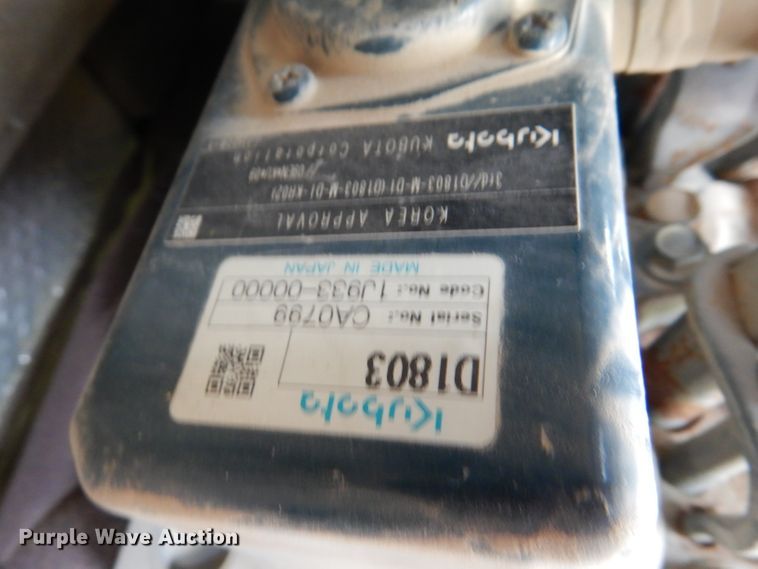 Kubota
D1803
Serial No.: CA0799
Code No.: 1J933-00000
MADE IN JAPAN
KOREA APPROVAL
3rd/D1803-M-DI(D1803-M-DI-KR02)
Kubota KUBOTA Corporation
Purple Wave Auction